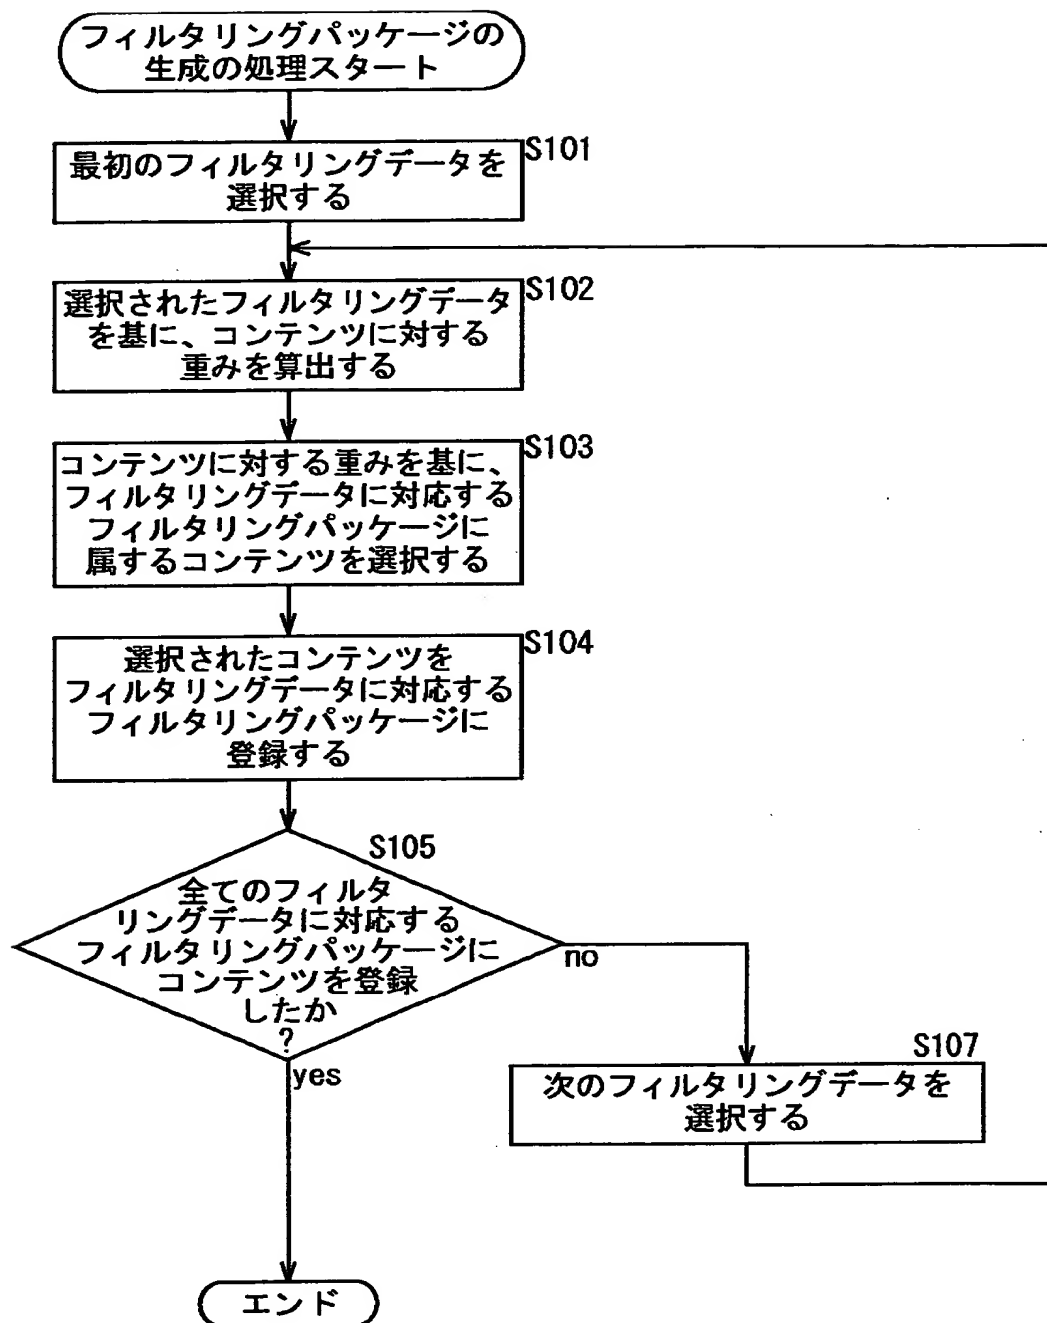 フィルタリングパッケージの
生成の処理スタート
S101
最初のフィルタリングデータを
選択する
S102
選択されたフィルタリングデータ
を基に、コンテンツに対する
重みを算出する
S103
コンテンツに対する重みを基に、
フィルタリングデータに対応する
フィルタリングパッケージに
属するコンテンツを選択する
S104
選択されたコンテンツを
フィルタリングデータに対応する
フィルタリングパッケージに
登録する
S105
全てのフィルタ
リングデータに対応する
フィルタリングパッケージに
コンテンツを登録
したか
?
no
yes
S107
次のフィルタリングデータを
選択する
エンド